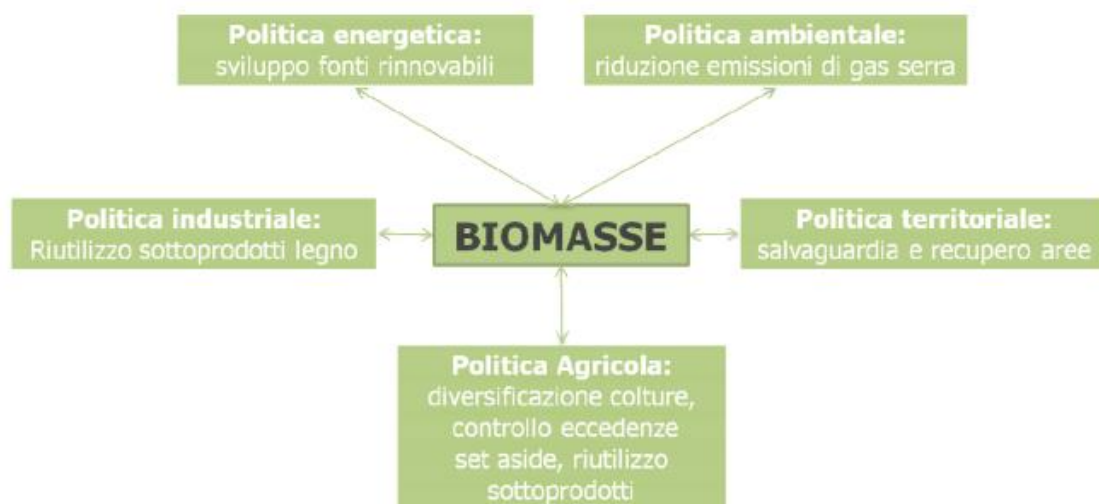 Politica energetica:
sviluppo fonti rinnovabili
Politica ambientale:
riduzione emissioni di gas serra
Politica industriale:
Riutilizzo sottoprodotti legno
BIOMASSE
Politica territoriale:
salvaguardia e recupero aree
Politica Agricola:
diversificazione colture,
controllo eccedenze
set aside, riutilizzo
sottoprodotti